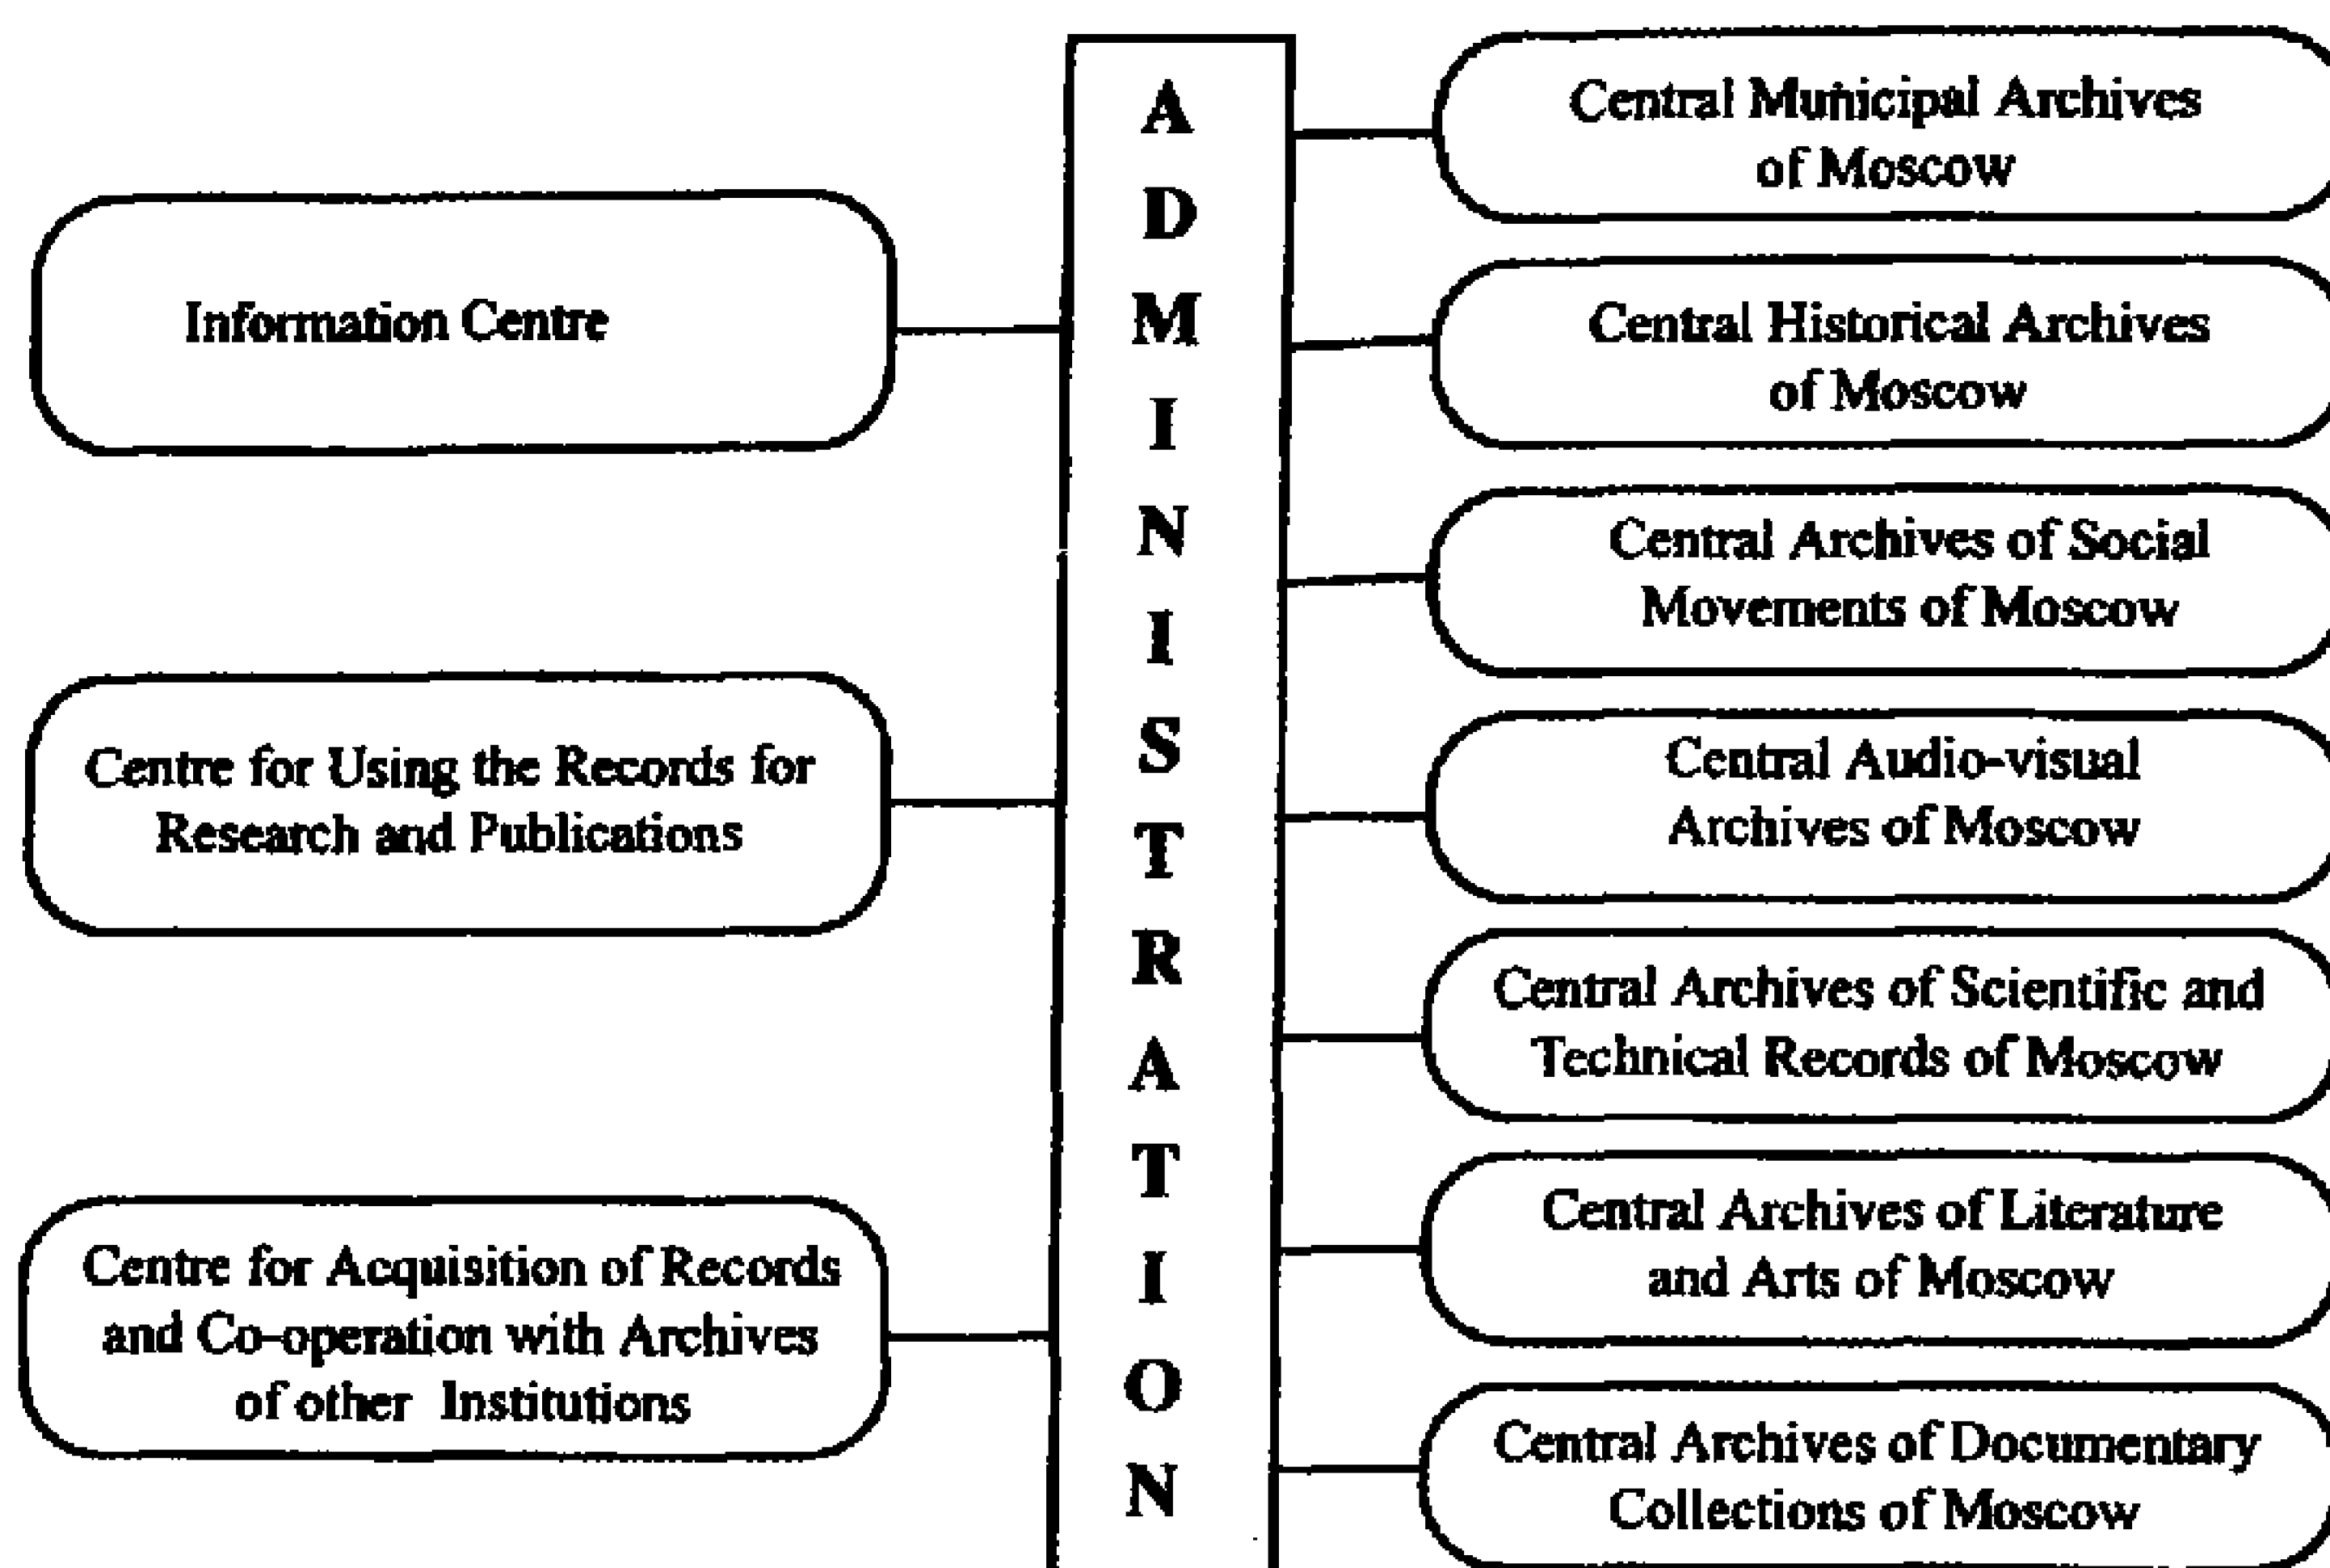 Information Centre
Centre for Using the Records for
Research and Publications
Centre for Acquisition of Records
and Co-operation with Archives
of other Institutions
ADMINISTRATION
Central Municipal Archives
of Moscow
Central Historical Archives
of Moscow
Central Archives of Social
Movements of Moscow
Central Audio-visual
Archives of Moscow
Central Archives of Scientific and
Technical Records of Moscow
Central Archives of Literature
and Arts of Moscow
Central Archives of Documentary
Collections of Moscow